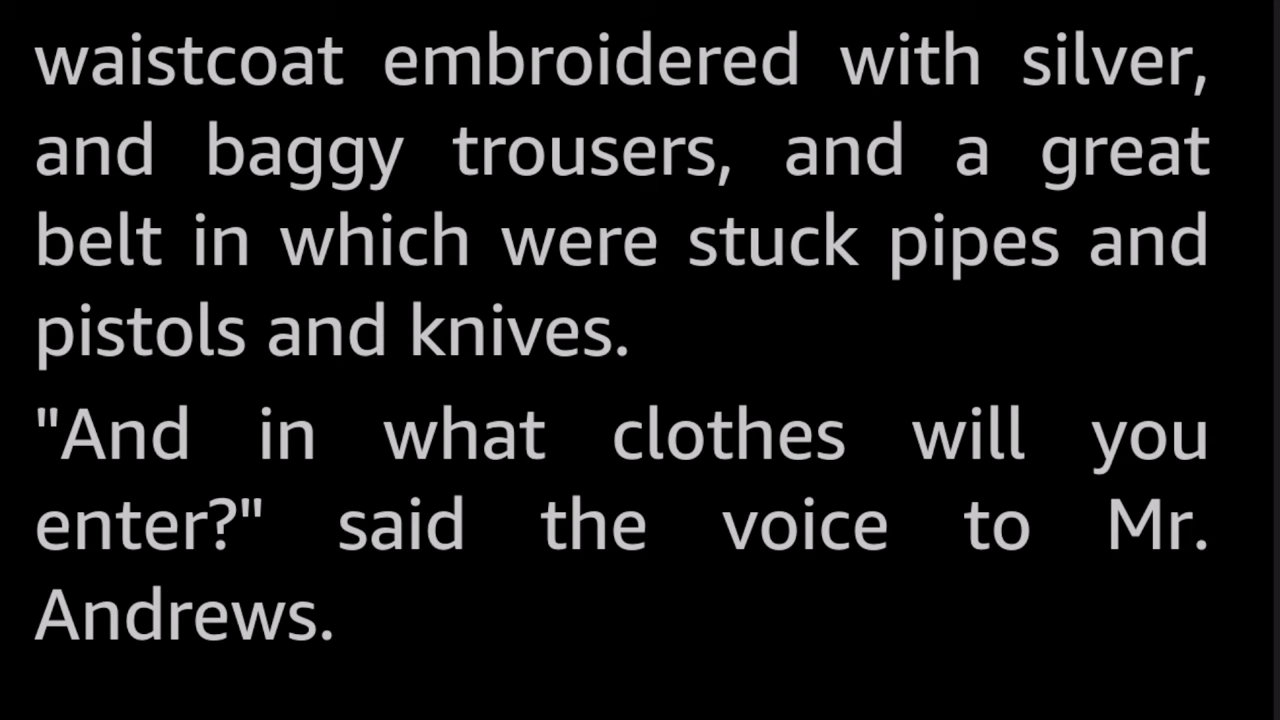 waistcoat embroidered with silver,
and baggy trousers, and a great
belt in which were stuck pipes and
pistols and knives.
"And in what clothes will you
enter?" said the voice to Mr.
Andrews.